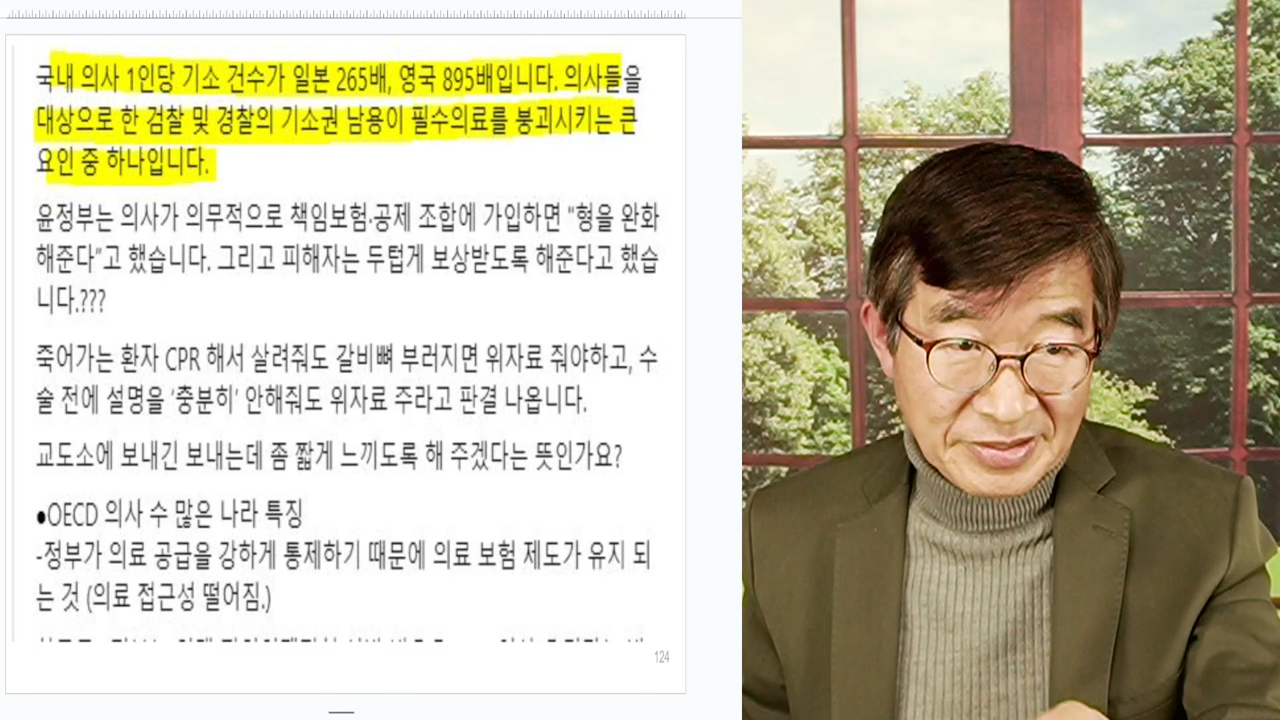 국내 의사 1인당 기소 건수가 일본 265배, 영국 895배입니다. 의사들을
대상으로 한 검찰 및 경찰의 기소권 남용이 필수의료를 붕괴시키는 큰
요인 중 하나입니다.
윤정부는 의사가 의무적으로 책임보험·공제 조합에 가입하면 "형을 완화
해준다"고 했습니다. 그리고 피해자는 두텁게 보상받도록 해준다고 했습
니다.???
죽어가는 환자 CPR 해서 살려줘도 갈비뼈 부러지면 위자료 줘야하고, 수
술 전에 설명을 '충분히' 안해줘도 위자료 주라고 판결 나옵니다.
교도소에 보내긴 보내는데 좀 짧게 느끼도록 해 주겠다는 뜻인가요?
●OECD 의사 수 많은 나라 특징
-정부가 의료 공급을 강하게 통제하기 때문에 의료 보험 제도가 유지 되
는 것 (의료 접근성 떨어짐.)
124